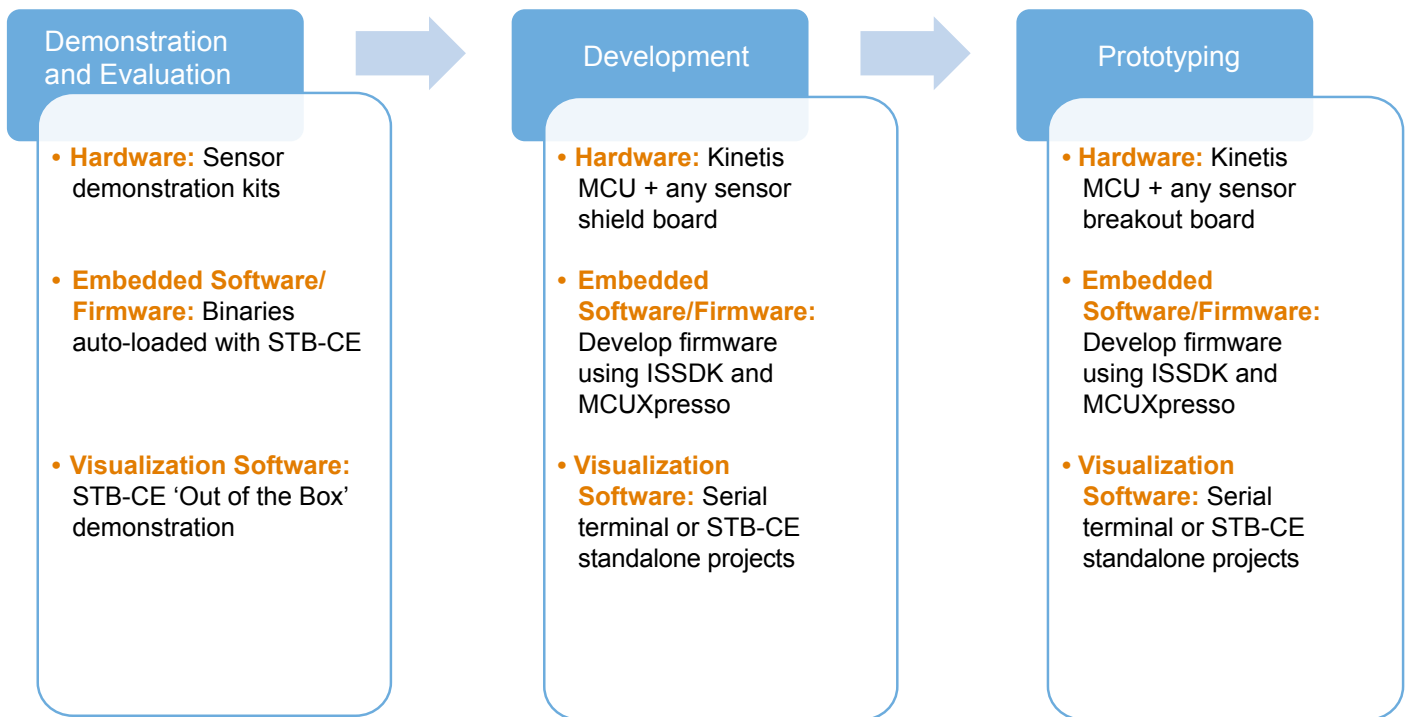 Demonstration
and Evaluation
• Hardware: Sensor
demonstration kits
• Embedded Software/
Firmware: Binaries
auto-loaded with STB-CE
• Visualization Software:
STB-CE ‘Out of the Box’
demonstration
Development
• Hardware: Kinetis
MCU + any sensor
shield board
• Embedded
Software/Firmware:
Develop firmware
using ISSDK and
MCUXpresso
• Visualization
Software: Serial
terminal or STB-CE
standalone projects
Prototyping
• Hardware: Kinetis
MCU + any sensor
breakout board
• Embedded
Software/Firmware:
Develop firmware
using ISSDK and
MCUXpresso
• Visualization
Software: Serial
terminal or STB-CE
standalone projects